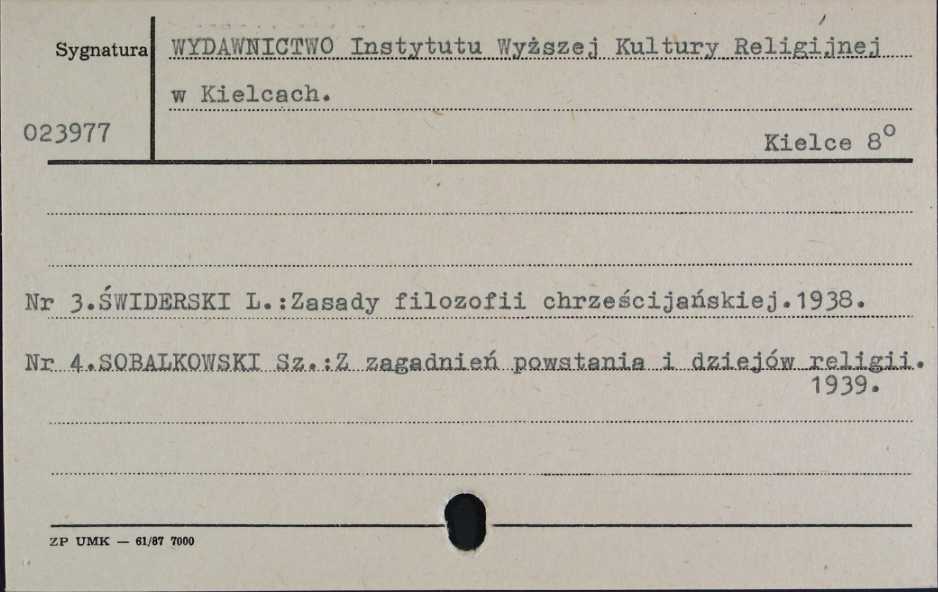 Sygnatura
WYDAWNICTWO Instytutu Wyższej Kultury Religijnej
w Kielcach.
023977
Kielce 8o
Nr 3.ŚWIDERSKI L.:Zasady filozofii chrześcijańskiej.1938.
Nr 4.SOBALKOWSKI Sz.:Z zagadnień powstania i dziejów religii.
1939.
ZP UMK — 61/87 7000